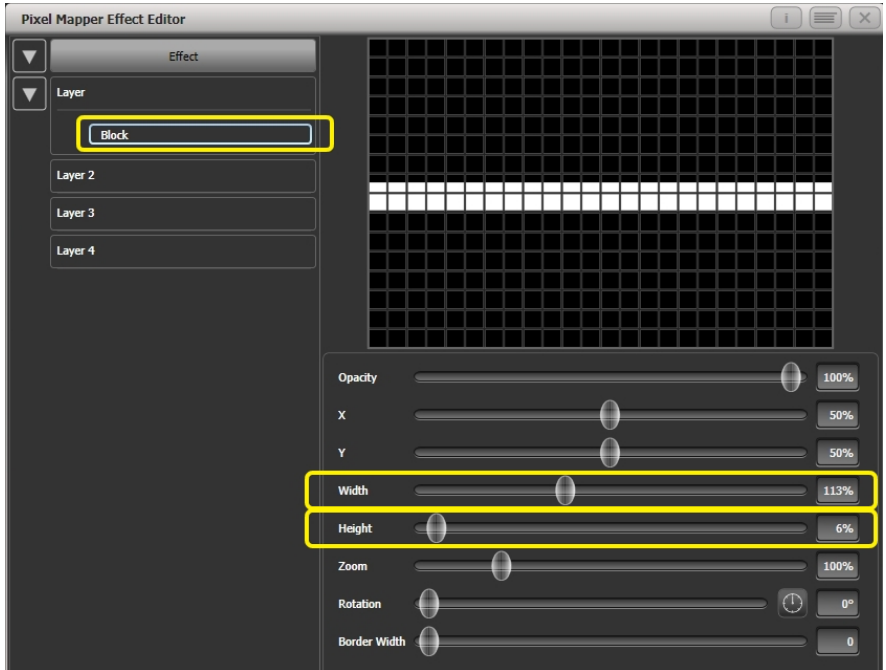 Pixel Mapper Effect Editor
i
Effect
Layer
Block
Layer 2
Layer 3
Layer 4
Opacity 100%
X 50%
Y 50%
Width 113%
Height 6%
Zoom 100%
Rotation 0°
Border Width 0